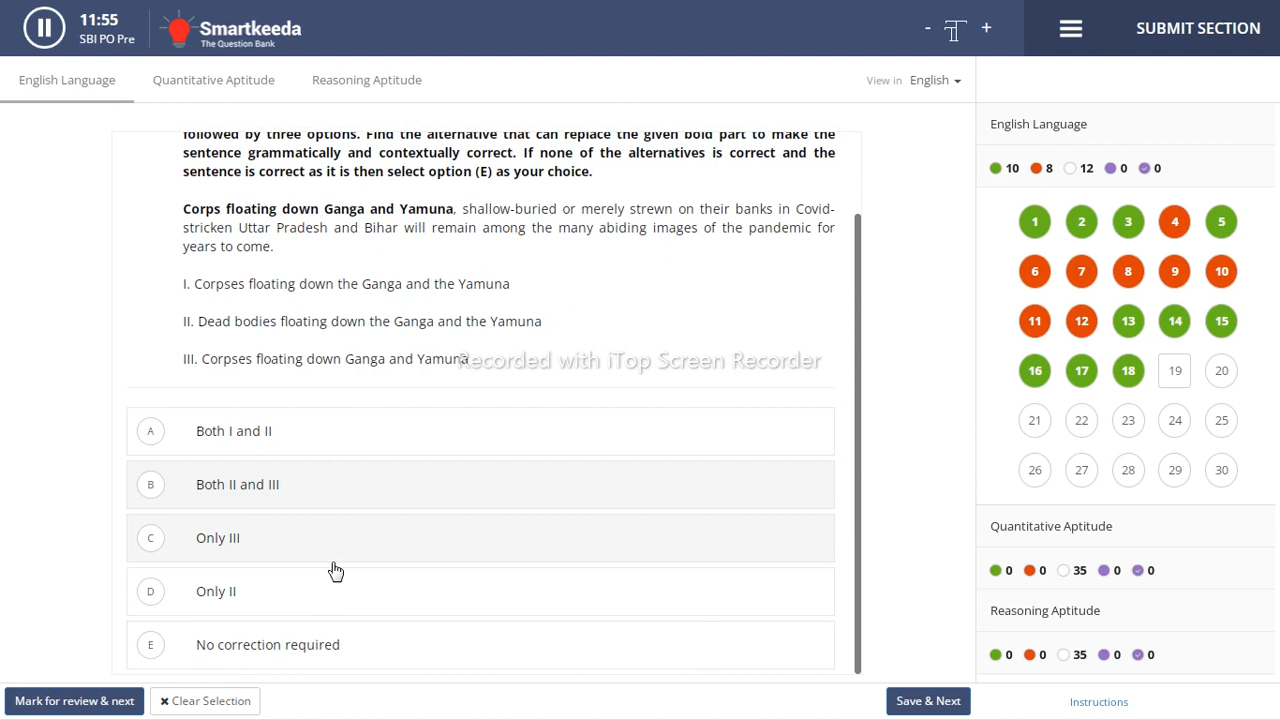 11:55
SBI PO Pre
Smartkeeda
The Question Bank
- T +
SUBMIT SECTION
English Language
Quantitative Aptitude
Reasoning Aptitude
View in English
followed by three options. Find the alternative that can replace the given bold part to make the
sentence grammatically and contextually correct. If none of the alternatives is correct and the
sentence is correct as it is then select option (E) as your choice.
Corps floating down Ganga and Yamuna, shallow-buried or merely strewn on their banks in Covid-
stricken Uttar Pradesh and Bihar will remain among the many abiding images of the pandemic for
years to come.
I. Corpses floating down the Ganga and the Yamuna
II. Dead bodies floating down the Ganga and the Yamuna
III. Corpses floating down Ganga and Yamuna
Recorded with iTop Screen Recorder
A Both I and II
B Both II and III
C Only III
D Only II
E No correction required
Mark for review & next
Clear Selection
Save & Next
English Language
10 8 12 0 0
1 2 3 4 5
6 7 8 9 10
11 12 13 14 15
16 17 18 19 20
21 22 23 24 25
26 27 28 29 30
Quantitative Aptitude
0 0 35 0 0
Reasoning Aptitude
0 0 35 0 0
Instructions